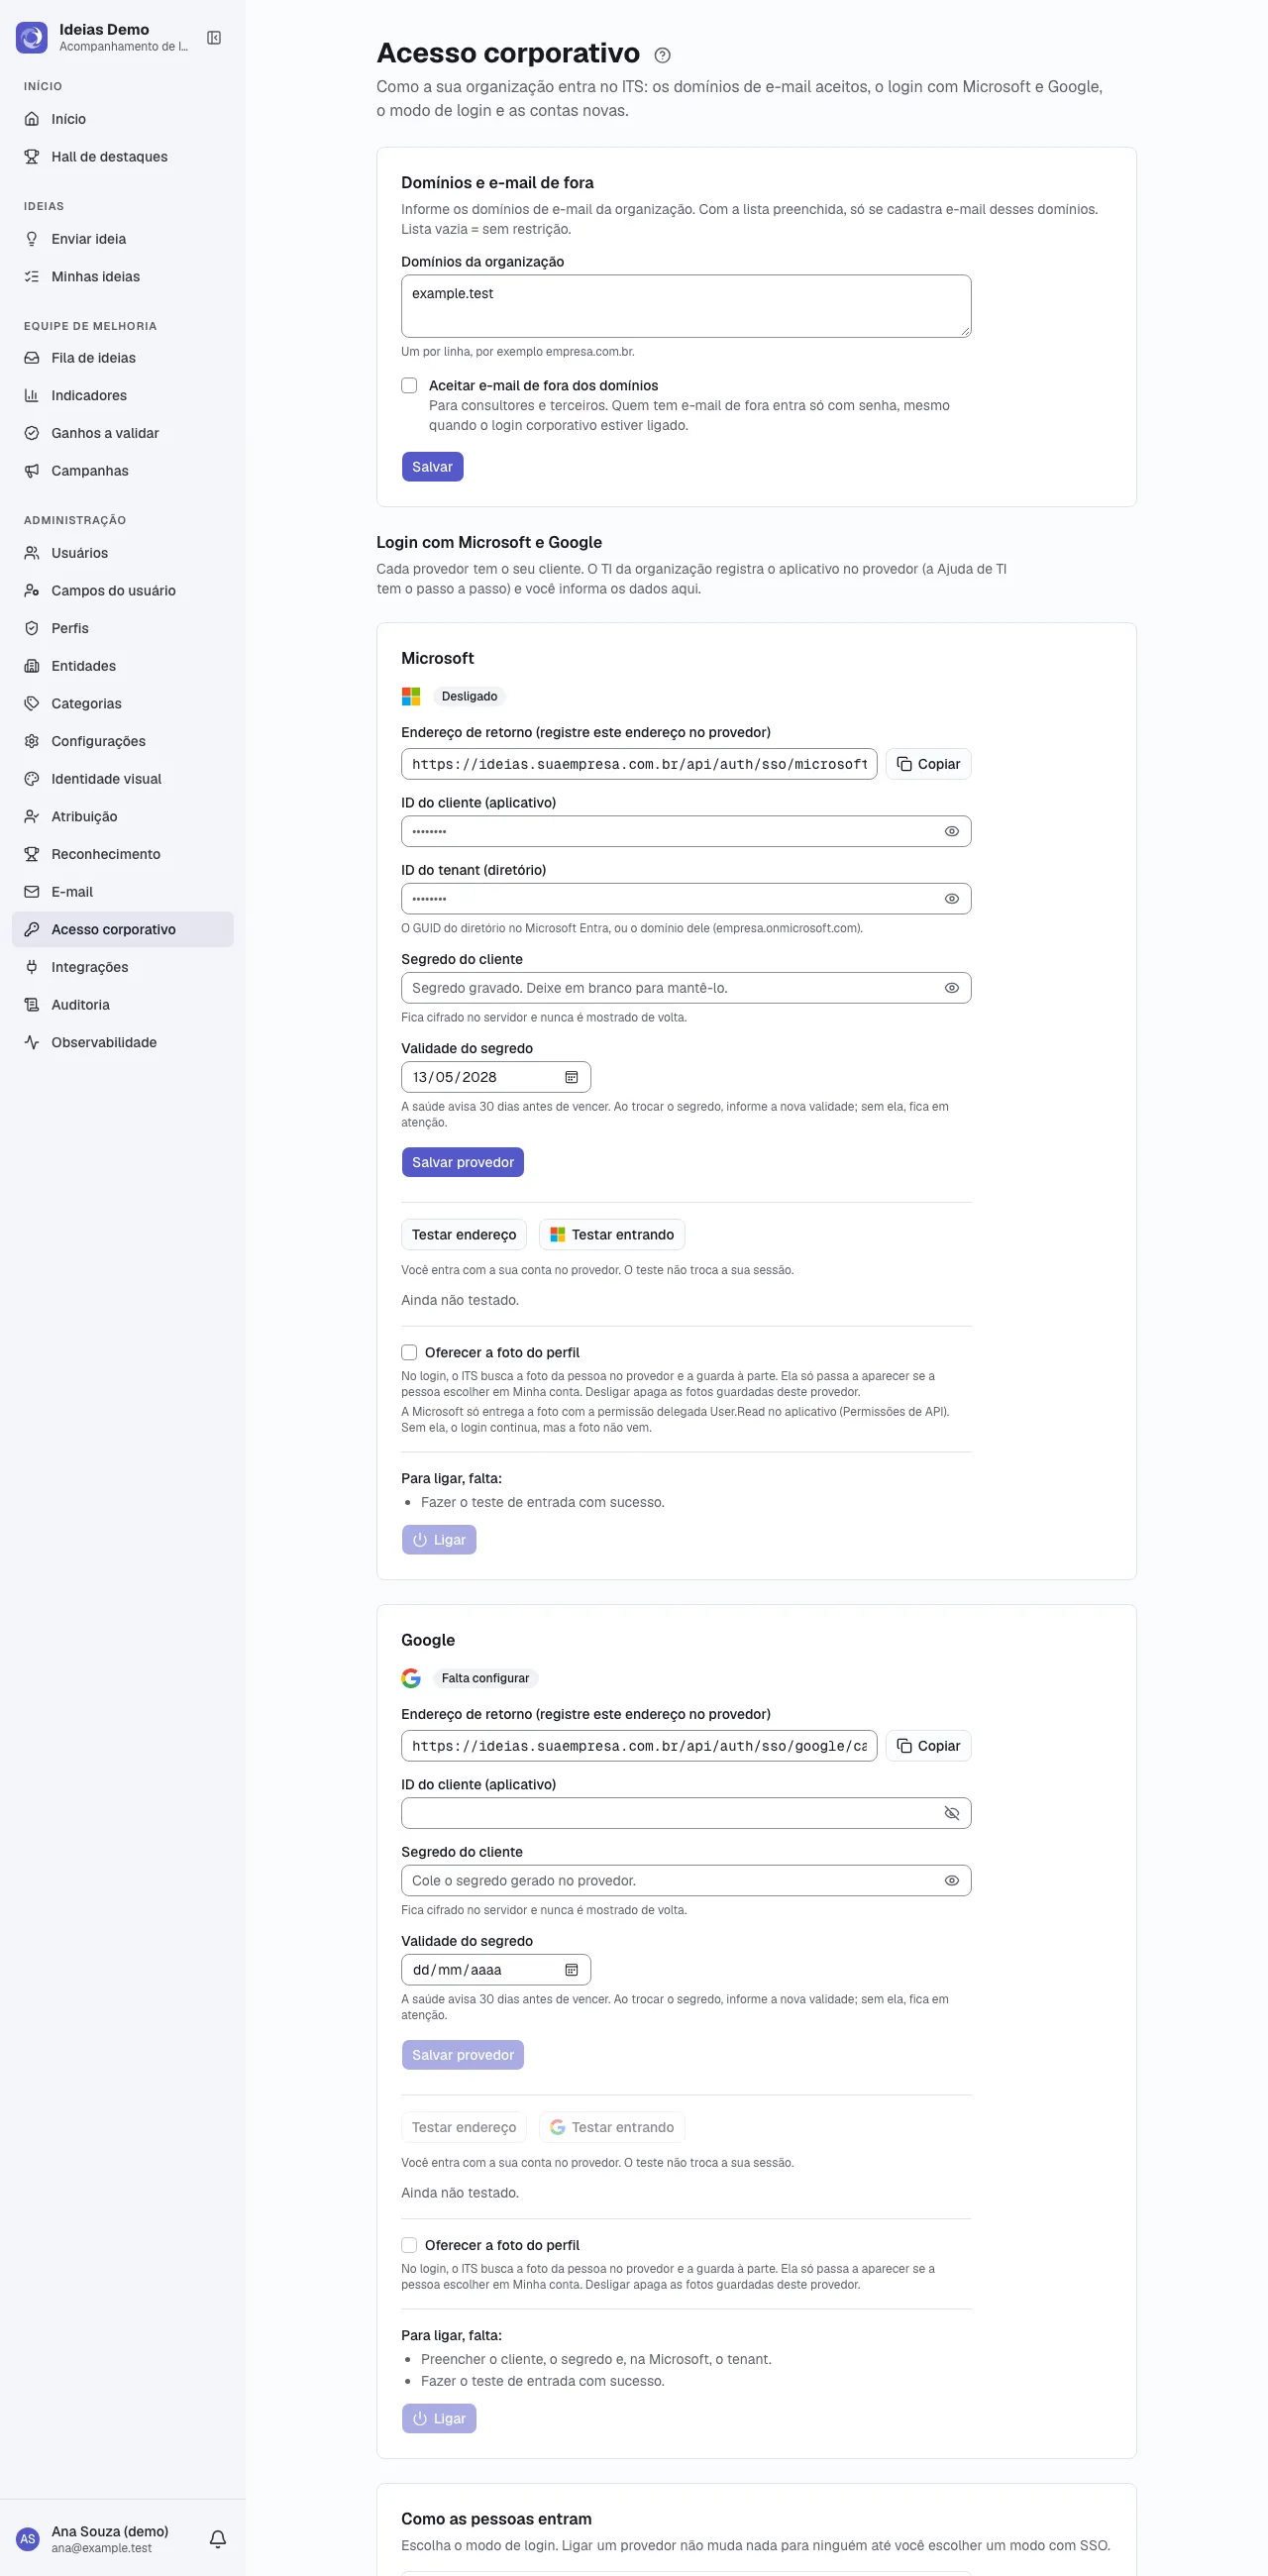 Ideias Demo
Acompanhamento de I...
INÍCIO
Início
Hall de destaques
IDEIAS
Enviar ideia
Minhas ideias
EQUIPE DE MELHORIA
Fila de ideias
Indicadores
Ganhos a validar
Campanhas
ADMINISTRAÇÃO
Usuários
Campos do usuário
Perfis
Entidades
Categorias
Configurações
Identidade visual
Atribuição
Reconhecimento
E-mail
Acesso corporativo
Integrações
Auditoria
Observabilidade
AS
Ana Souza (demo)
ana@example.test
Acesso corporativo
Como a sua organização entra no ITS: os domínios de e-mail aceitos, o login com Microsoft e Google,
o modo de login e as contas novas.
Domínios e e-mail de fora
Informe os domínios de e-mail da organização. Com a lista preenchida, só se cadastra e-mail desses domínios.
Lista vazia = sem restrição.
Domínios da organização
example.test
Um por linha, por exemplo empresa.com.br.
Aceitar e-mail de fora dos domínios
Para consultores e terceiros. Quem tem e-mail de fora entra só com senha, mesmo
quando o login corporativo estiver ligado.
Salvar
Login com Microsoft e Google
Cada provedor tem o seu cliente. O TI da organização registra o aplicativo no provedor (a Ajuda de TI
tem o passo a passo) e você informa os dados aqui.
Microsoft
Desligado
Endereço de retorno (registre este endereço no provedor)
https://ideias.suaempresa.com.br/api/auth/sso/microsoft
Copiar
ID do cliente (aplicativo)
••••••••
ID do tenant (diretório)
••••••••
O GUID do diretório no Microsoft Entra, ou o domínio dele (empresa.onmicrosoft.com).
Segredo do cliente
Segredo gravado. Deixe em branco para mantê-lo.
Fica cifrado no servidor e nunca é mostrado de volta.
Validade do segredo
13/05/2028
A saúde avisa 30 dias antes de vencer. Ao trocar o segredo, informe a nova validade; sem ela, fica em
atenção.
Salvar provedor
Testar endereço
Testar entrando
Você entra com a sua conta no provedor. O teste não troca a sua sessão.
Ainda não testado.
Oferecer a foto do perfil
No login, o ITS busca a foto da pessoa no provedor e a guarda à parte. Ela só passa a aparecer se a
pessoa escolher em Minha conta. Desligar apaga as fotos guardadas deste provedor.
A Microsoft só entrega a foto com a permissão delegada User.Read no aplicativo (Permissões de API).
Sem ela, o login continua, mas a foto não vem.
Para ligar, falta:
• Fazer o teste de entrada com sucesso.
Ligar
Google
Falta configurar
Endereço de retorno (registre este endereço no provedor)
https://ideias.suaempresa.com.br/api/auth/sso/google/ca
Copiar
ID do cliente (aplicativo)
Segredo do cliente
Cole o segredo gerado no provedor.
Fica cifrado no servidor e nunca é mostrado de volta.
Validade do segredo
dd/mm/aaaa
A saúde avisa 30 dias antes de vencer. Ao trocar o segredo, informe a nova validade; sem ela, fica em
atenção.
Salvar provedor
Testar endereço
Testar entrando
Você entra com a sua conta no provedor. O teste não troca a sua sessão.
Ainda não testado.
Oferecer a foto do perfil
No login, o ITS busca a foto da pessoa no provedor e a guarda à parte. Ela só passa a aparecer se a
pessoa escolher em Minha conta. Desligar apaga as fotos guardadas deste provedor.
Para ligar, falta:
• Preencher o cliente, o segredo e, na Microsoft, o tenant.
• Fazer o teste de entrada com sucesso.
Ligar
Como as pessoas entram
Escolha o modo de login. Ligar um provedor não muda nada para ninguém até você escolher um modo com SSO.